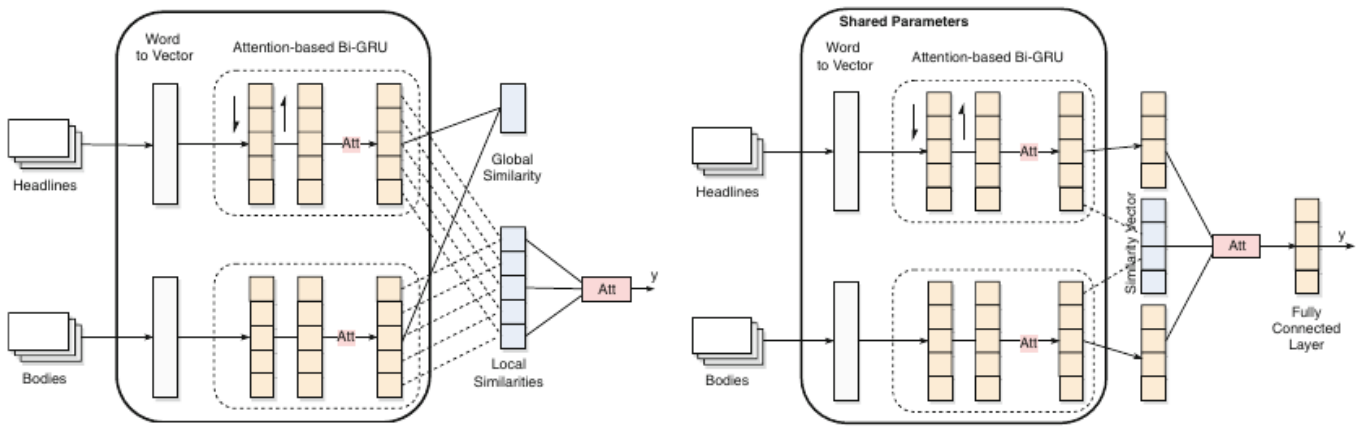 Word
to Vector
Attention-based Bi-GRU
Att
Headlines
Global
Similarity
Att
Bodies
Local
Similarities
Att
y
Shared Parameters
Word
to Vector
Attention-based Bi-GRU
Att
Headlines
Similarity Vector
Att
y
Att
Bodies
Fully
Connected
Layer